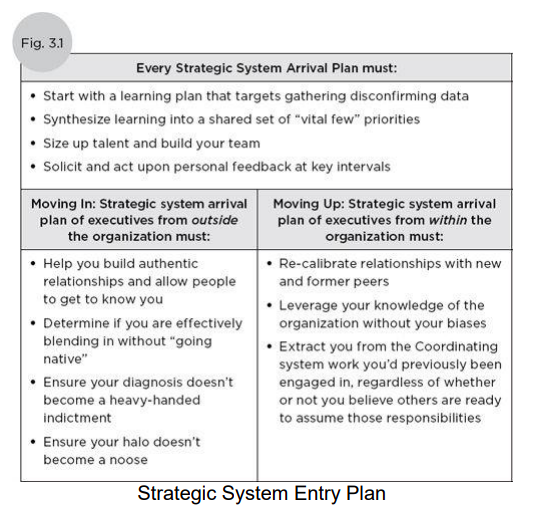 Fig. 3.1
Every Strategic System Arrival Plan must:
• Start with a learning plan that targets gathering disconfirming data
• Synthesize learning into a shared set of “vital few” priorities
• Size up talent and build your team
• Solicit and act upon personal feedback at key intervals
Moving In: Strategic system arrival
plan of executives from outside
the organization must:
• Help you build authentic
relationships and allow people
to get to know you
• Determine if you are effectively
blending in without “going
native”
• Ensure your diagnosis doesn’t
become a heavy-handed
indictment
• Ensure your halo doesn’t
become a noose
Moving Up: Strategic system arrival
plan of executives from within the
organization must:
• Re-calibrate relationships with new
and former peers
• Leverage your knowledge of the
organization without your biases
• Extract you from the Coordinating
system work you’d previously been
engaged in, regardless of whether
or not you believe others are ready
to assume those responsibilities
Strategic System Entry Plan